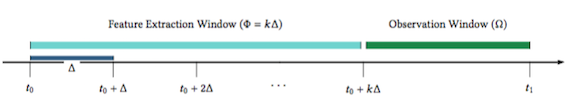 Feature Extraction Window (Φ = kΔ) Observation Window (Ω)
Δ
t₀ t₀ + Δ t₀ + 2Δ ··· t₀ + kΔ t₁